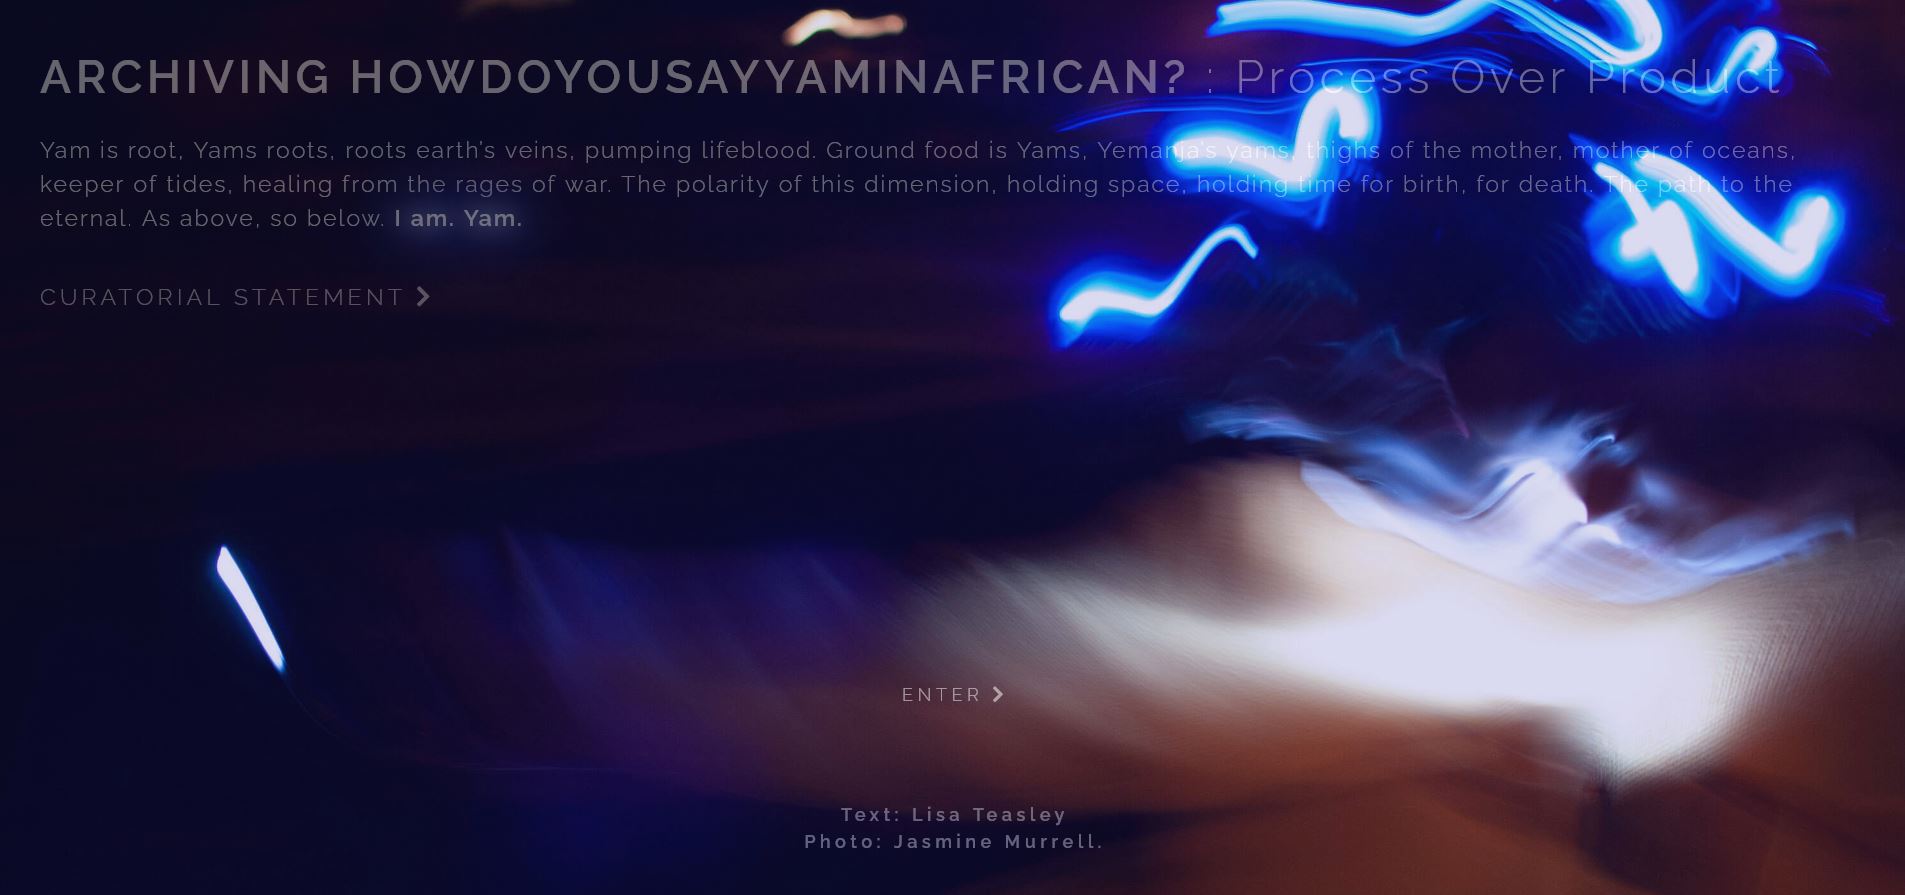 ARCHIVING HOWDOYOUSAYYAMINAFRICAN? : Process Over Product
Yam is root, Yams roots, roots earth's veins, pumping lifeblood. Ground food is Yams, Yemanja's yams, thighs of the mother, mother of oceans,
keeper of tides, healing from the rages of war. The polarity of this dimension, holding space, holding time for birth, for death. The path to the
eternal. As above, so below. I am. Yam.
CURATORIAL STATEMENT
ENTER
Text: Lisa Teasley
Photo: Jasmine Murrell.